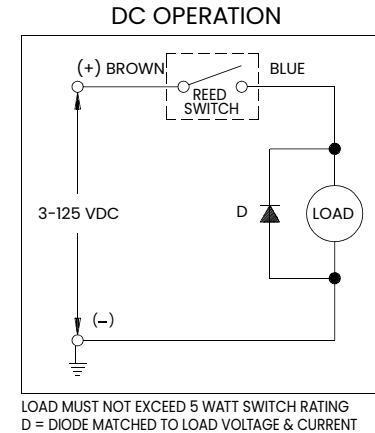 DC OPERATION
(+) BROWN
BLUE
REED
SWITCH
3-125 VDC
D
LOAD
(–)
LOAD MUST NOT EXCEED 5 WATT SWITCH RATING
D = DIODE MATCHED TO LOAD VOLTAGE & CURRENT